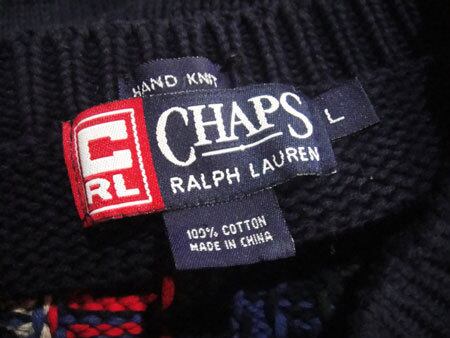 HAND KNIT
C
RL
CHAPS
RALPH LAUREN
L
100% COTTON
MADE IN CHINA